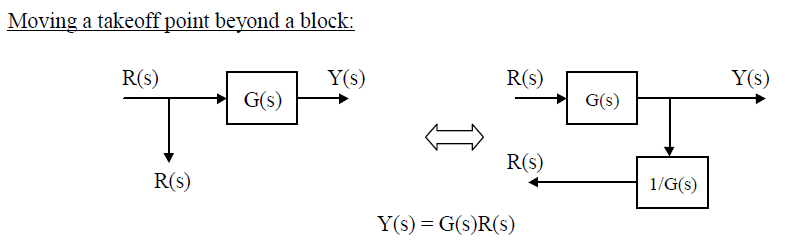 Moving a takeoff point beyond a block:
R(s)
G(s)
Y(s)
R(s)
R(s)
G(s)
Y(s)
R(s)
1/G(s)
Y(s) = G(s)R(s)